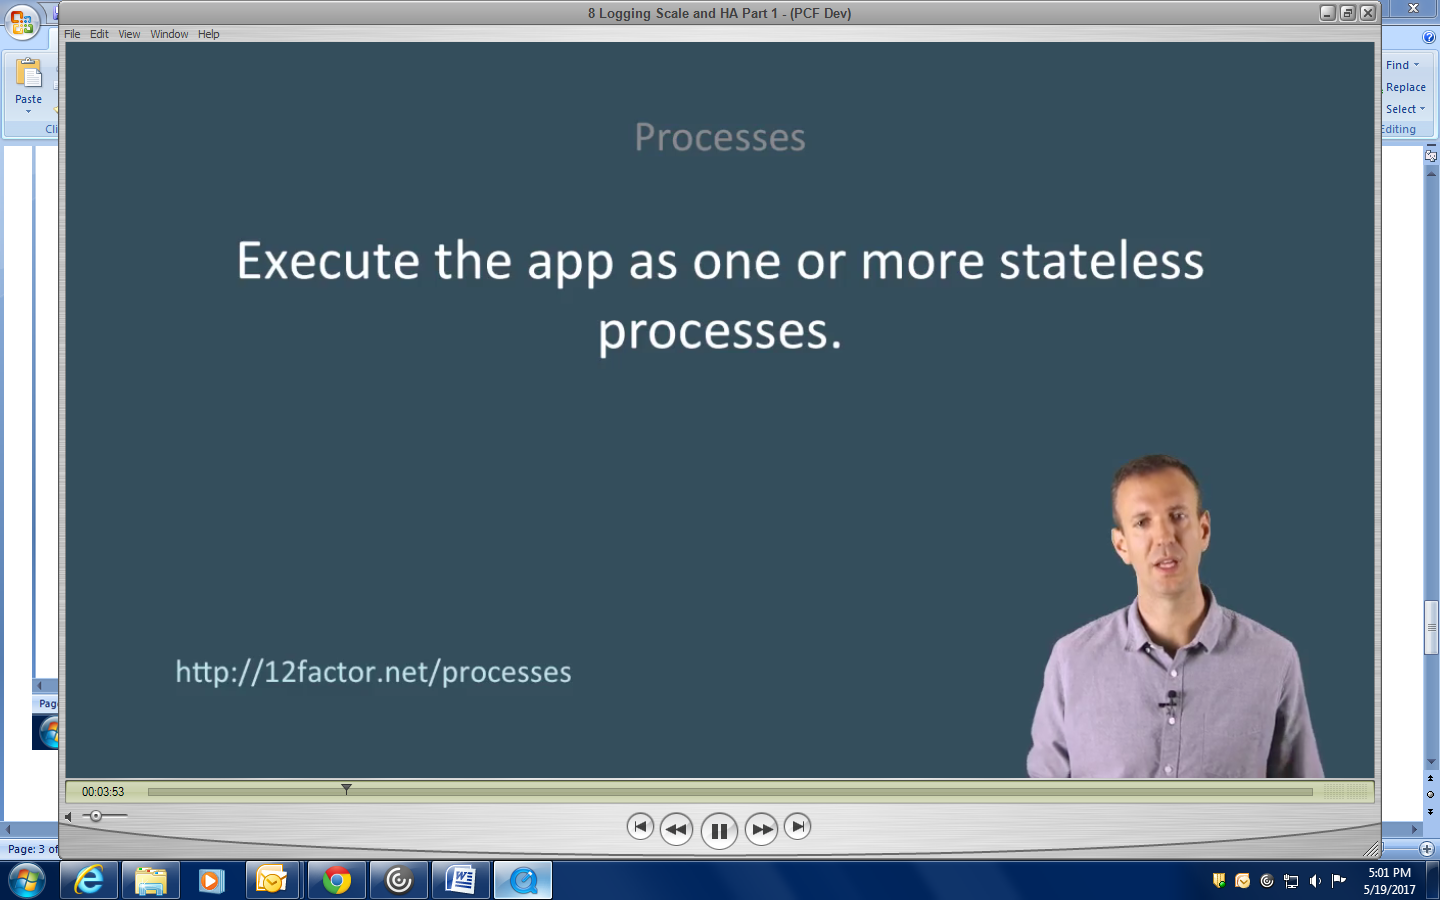 8 Logging Scale and HA Part 1 - (PCF Dev)
File Edit View Window Help
Find
Paste
Replace
Select
Cli
Editing
Processes
Execute the app as one or more stateless
processes.
http://12factor.net/processes
Pag
00:03:53
Page: 3 of
5:01 PM
5/19/2017